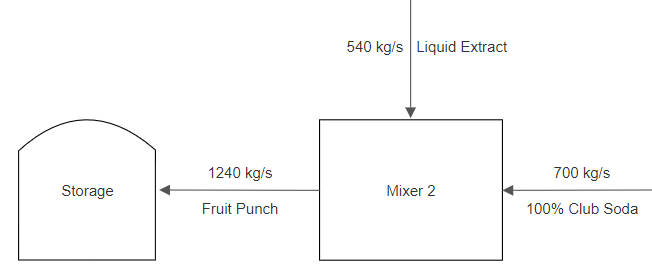 540 kg/s Liquid Extract
1240 kg/s
700 kg/s
Storage
Mixer 2
Fruit Punch
100% Club Soda